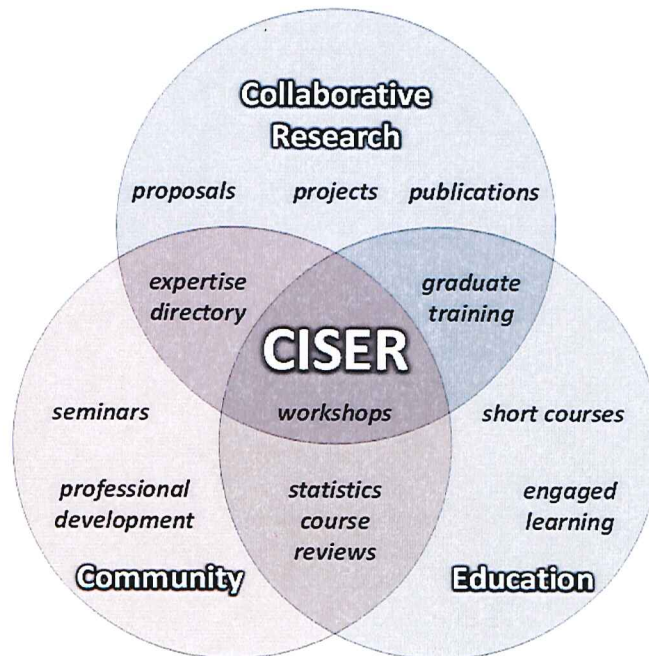 Collaborative
Research
proposals projects publications
expertise
directory
graduate
training
CISER
seminars
workshops
short courses
professional
development
statistics
course
reviews
engaged
learning
Community
Education